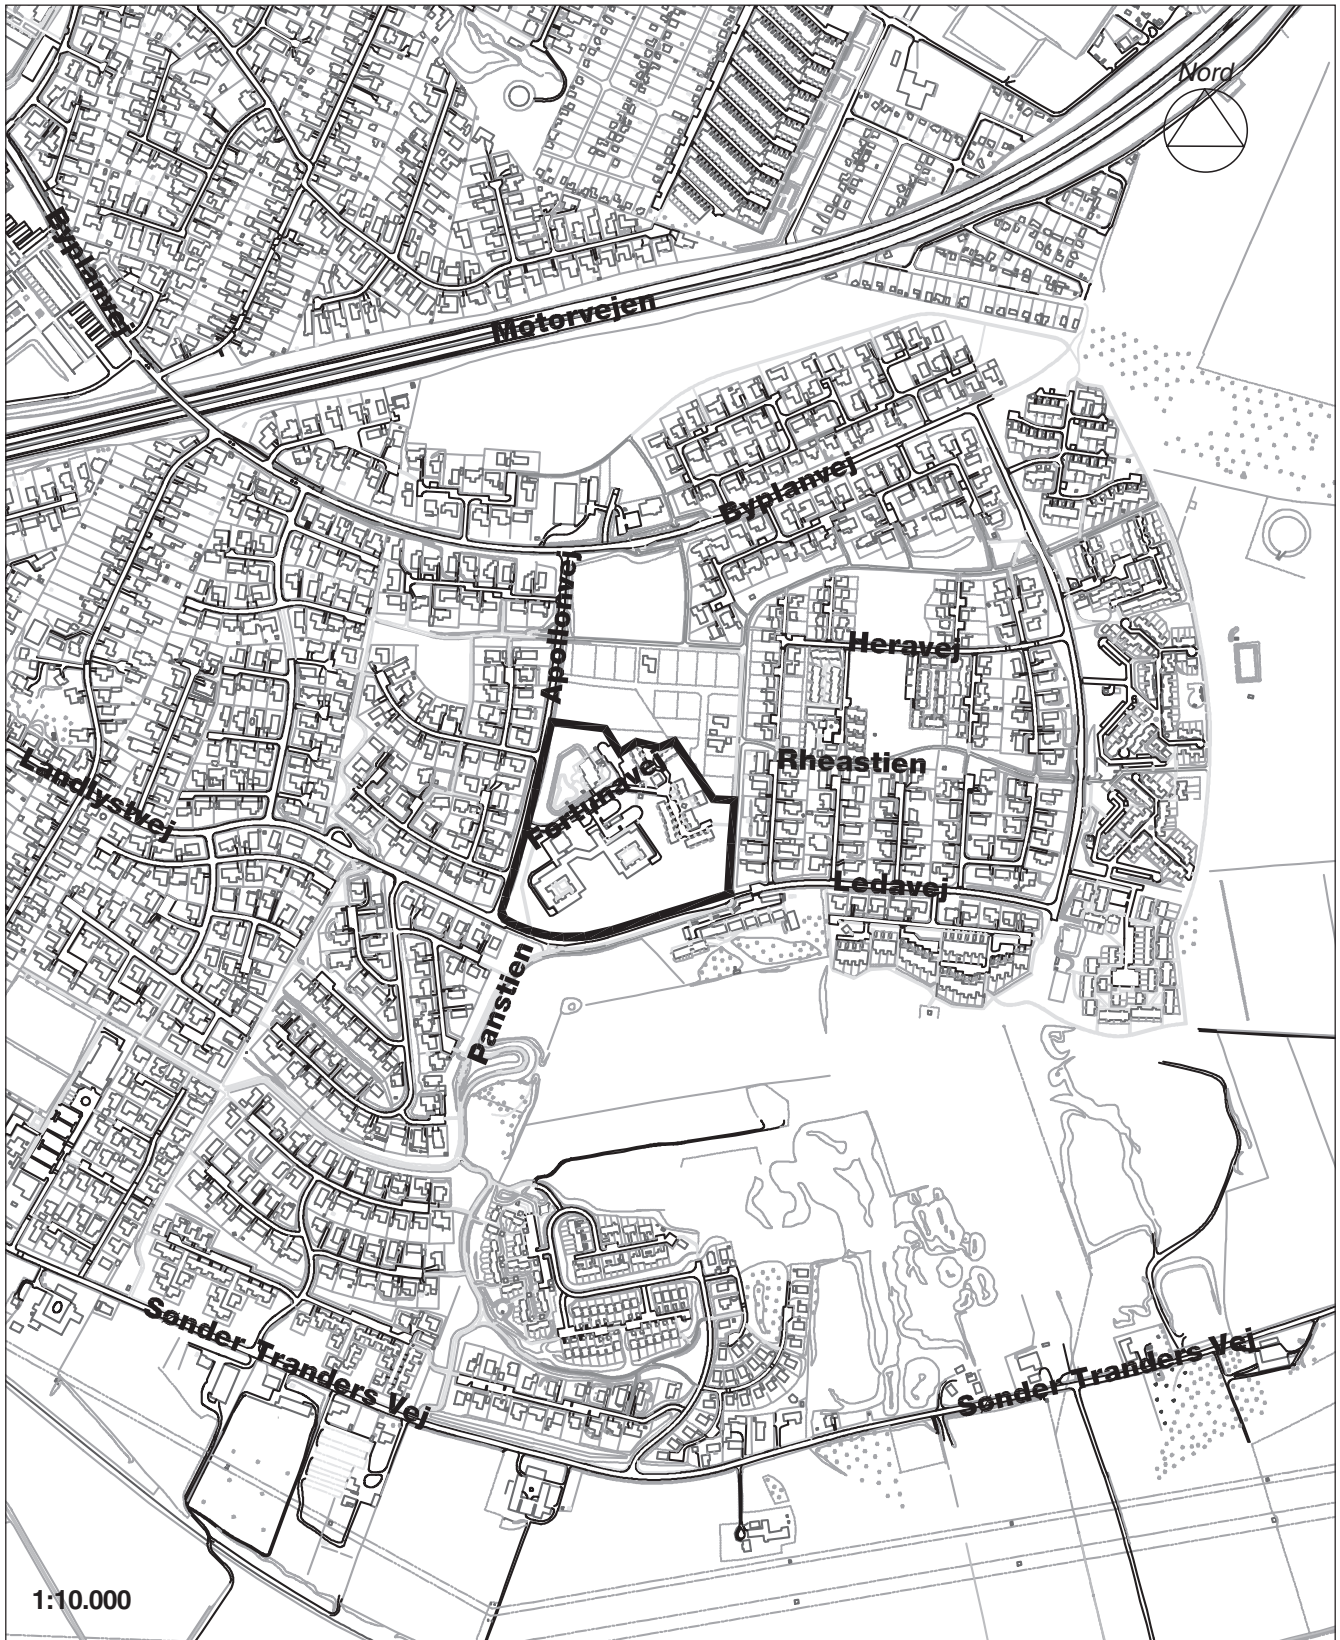 Nord
Byplanvej
Motorvejen
Byplanvej
Apollonvej
Heravej
Rheastien
Fortunavej
Landlystvej
Ledavej
Panstien
Sønder Tranders Vej
Sønder Tranders Vej
1:10.000